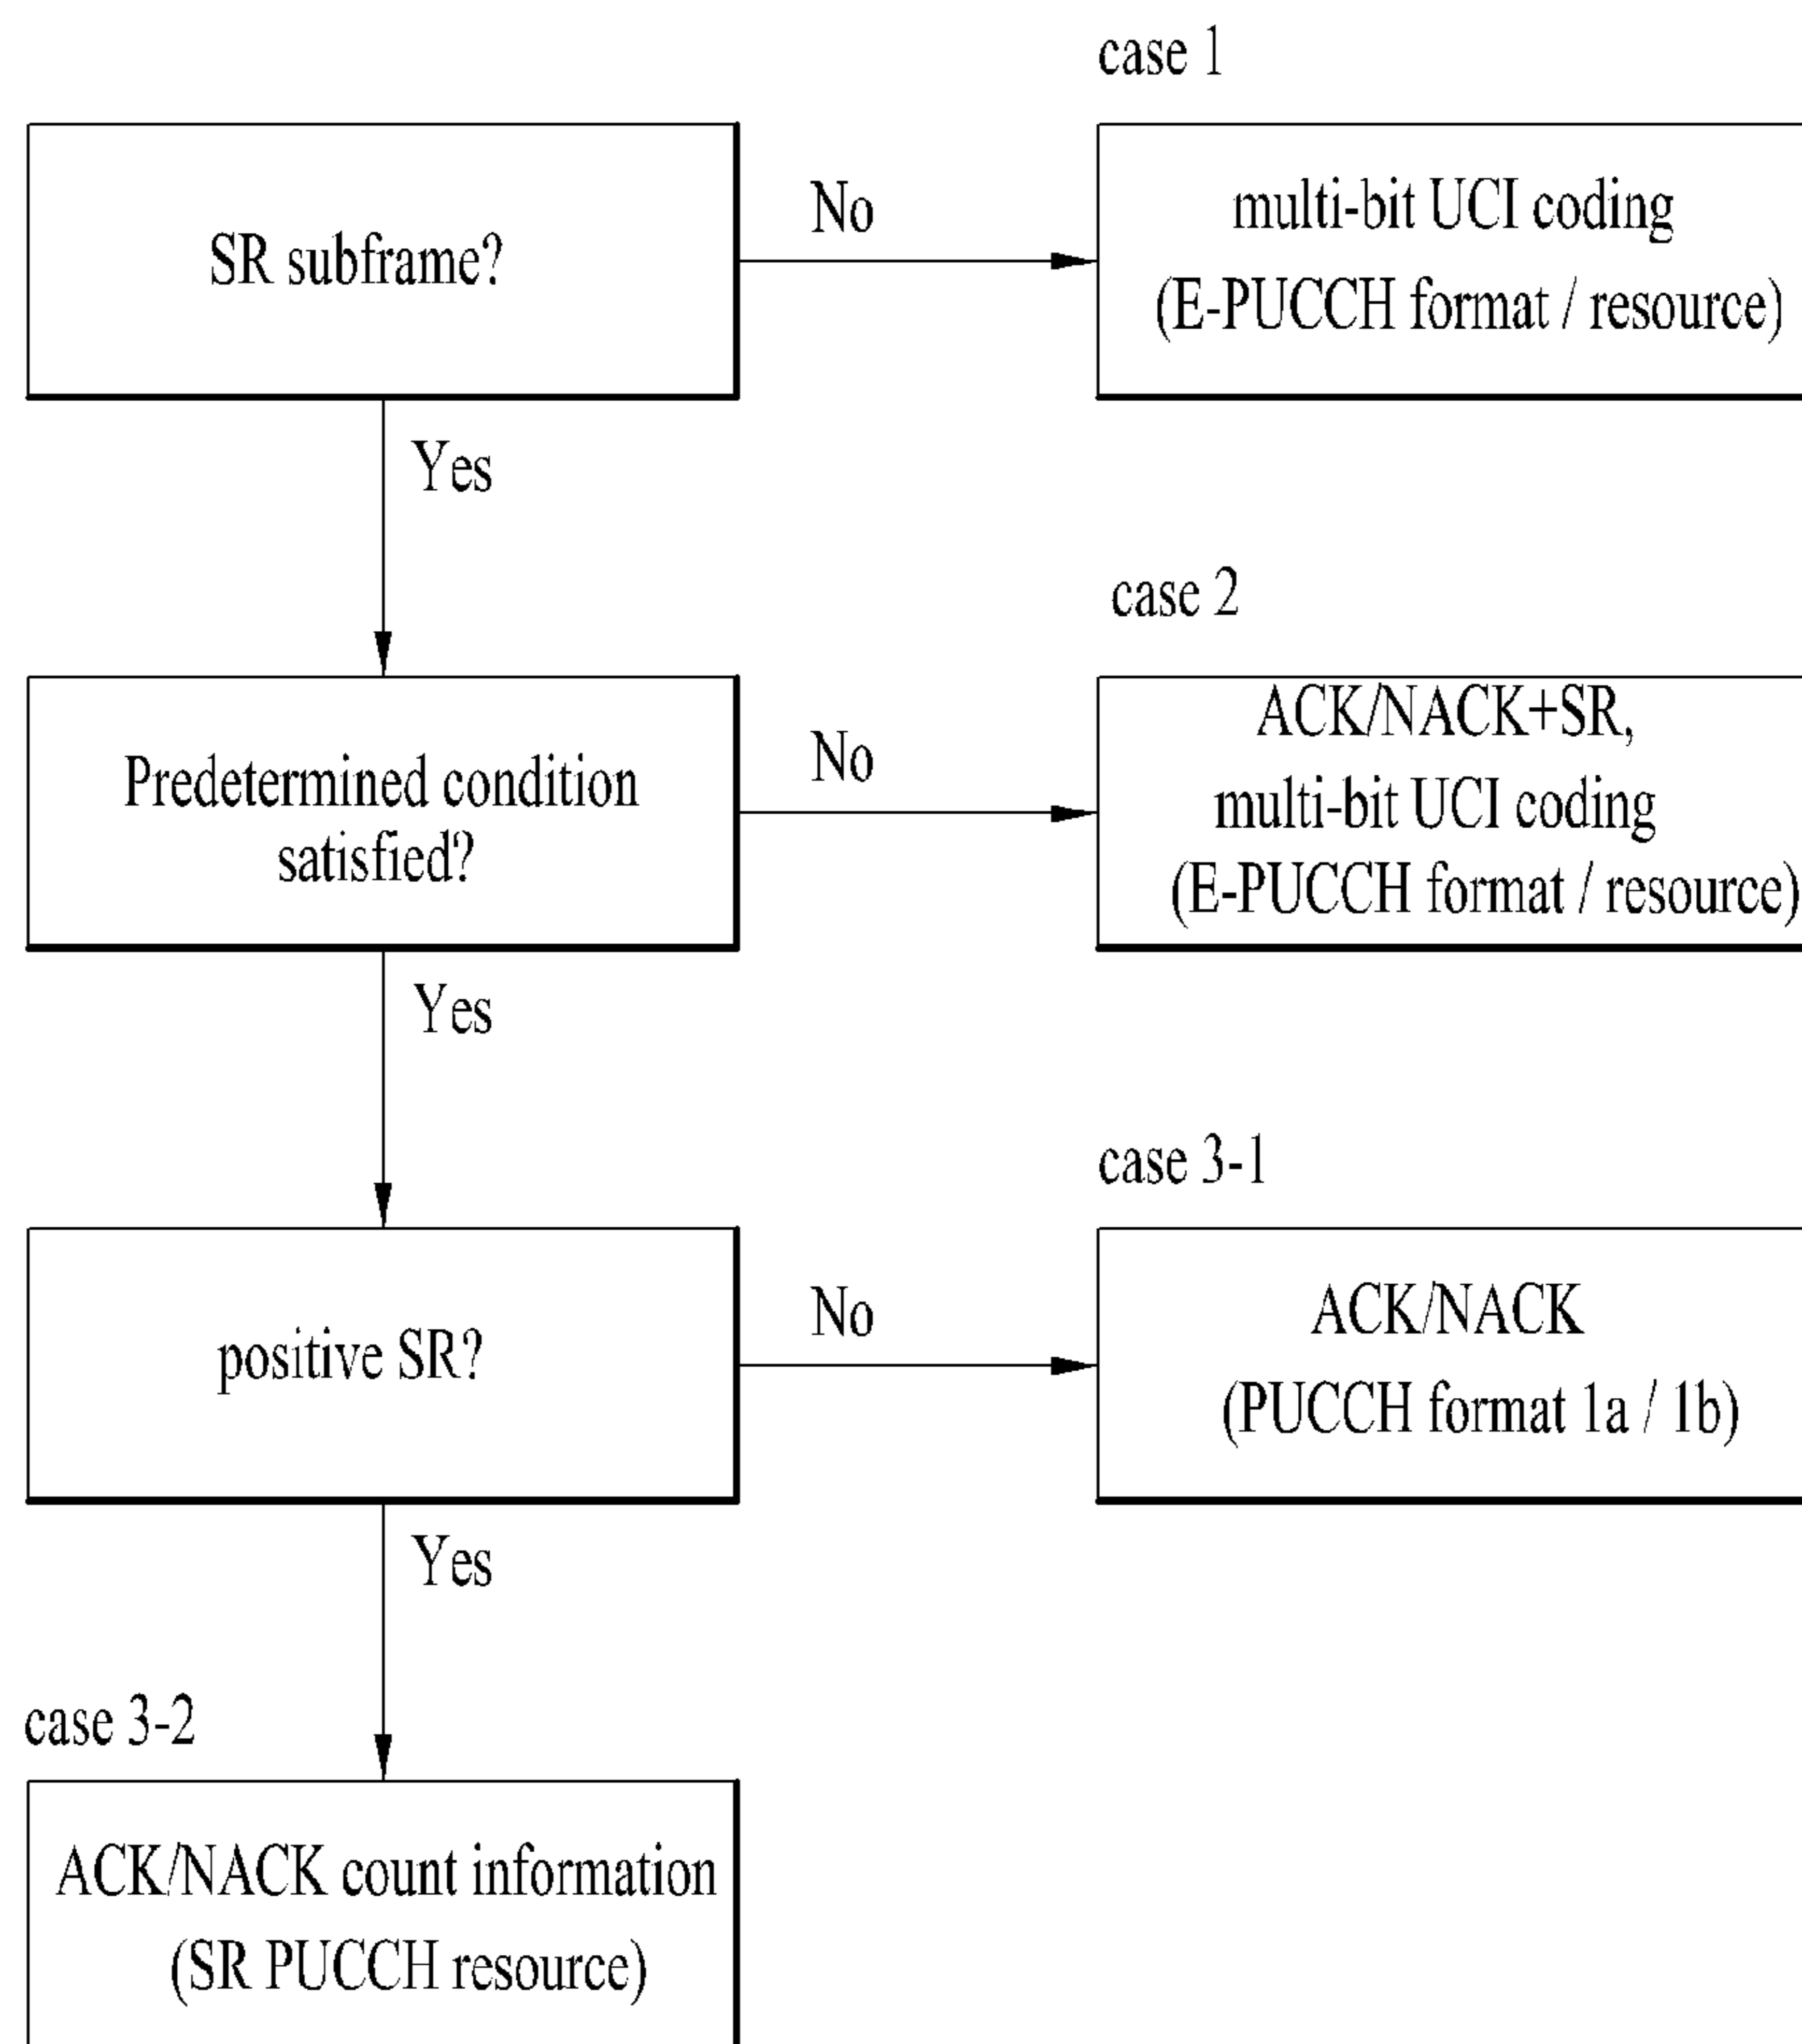 case 1
SR subframe?
No
multi-bit UCI coding
(E-PUCCH format / resource)
Yes
case 2
Predetermined condition
satisfied?
No
ACK/NACK+SR,
multi-bit UCI coding
(E-PUCCH format / resource)
Yes
case 3-1
positive SR?
No
ACK/NACK
(PUCCH format 1a / 1b)
Yes
case 3-2
ACK/NACK count information
(SR PUCCH resource)